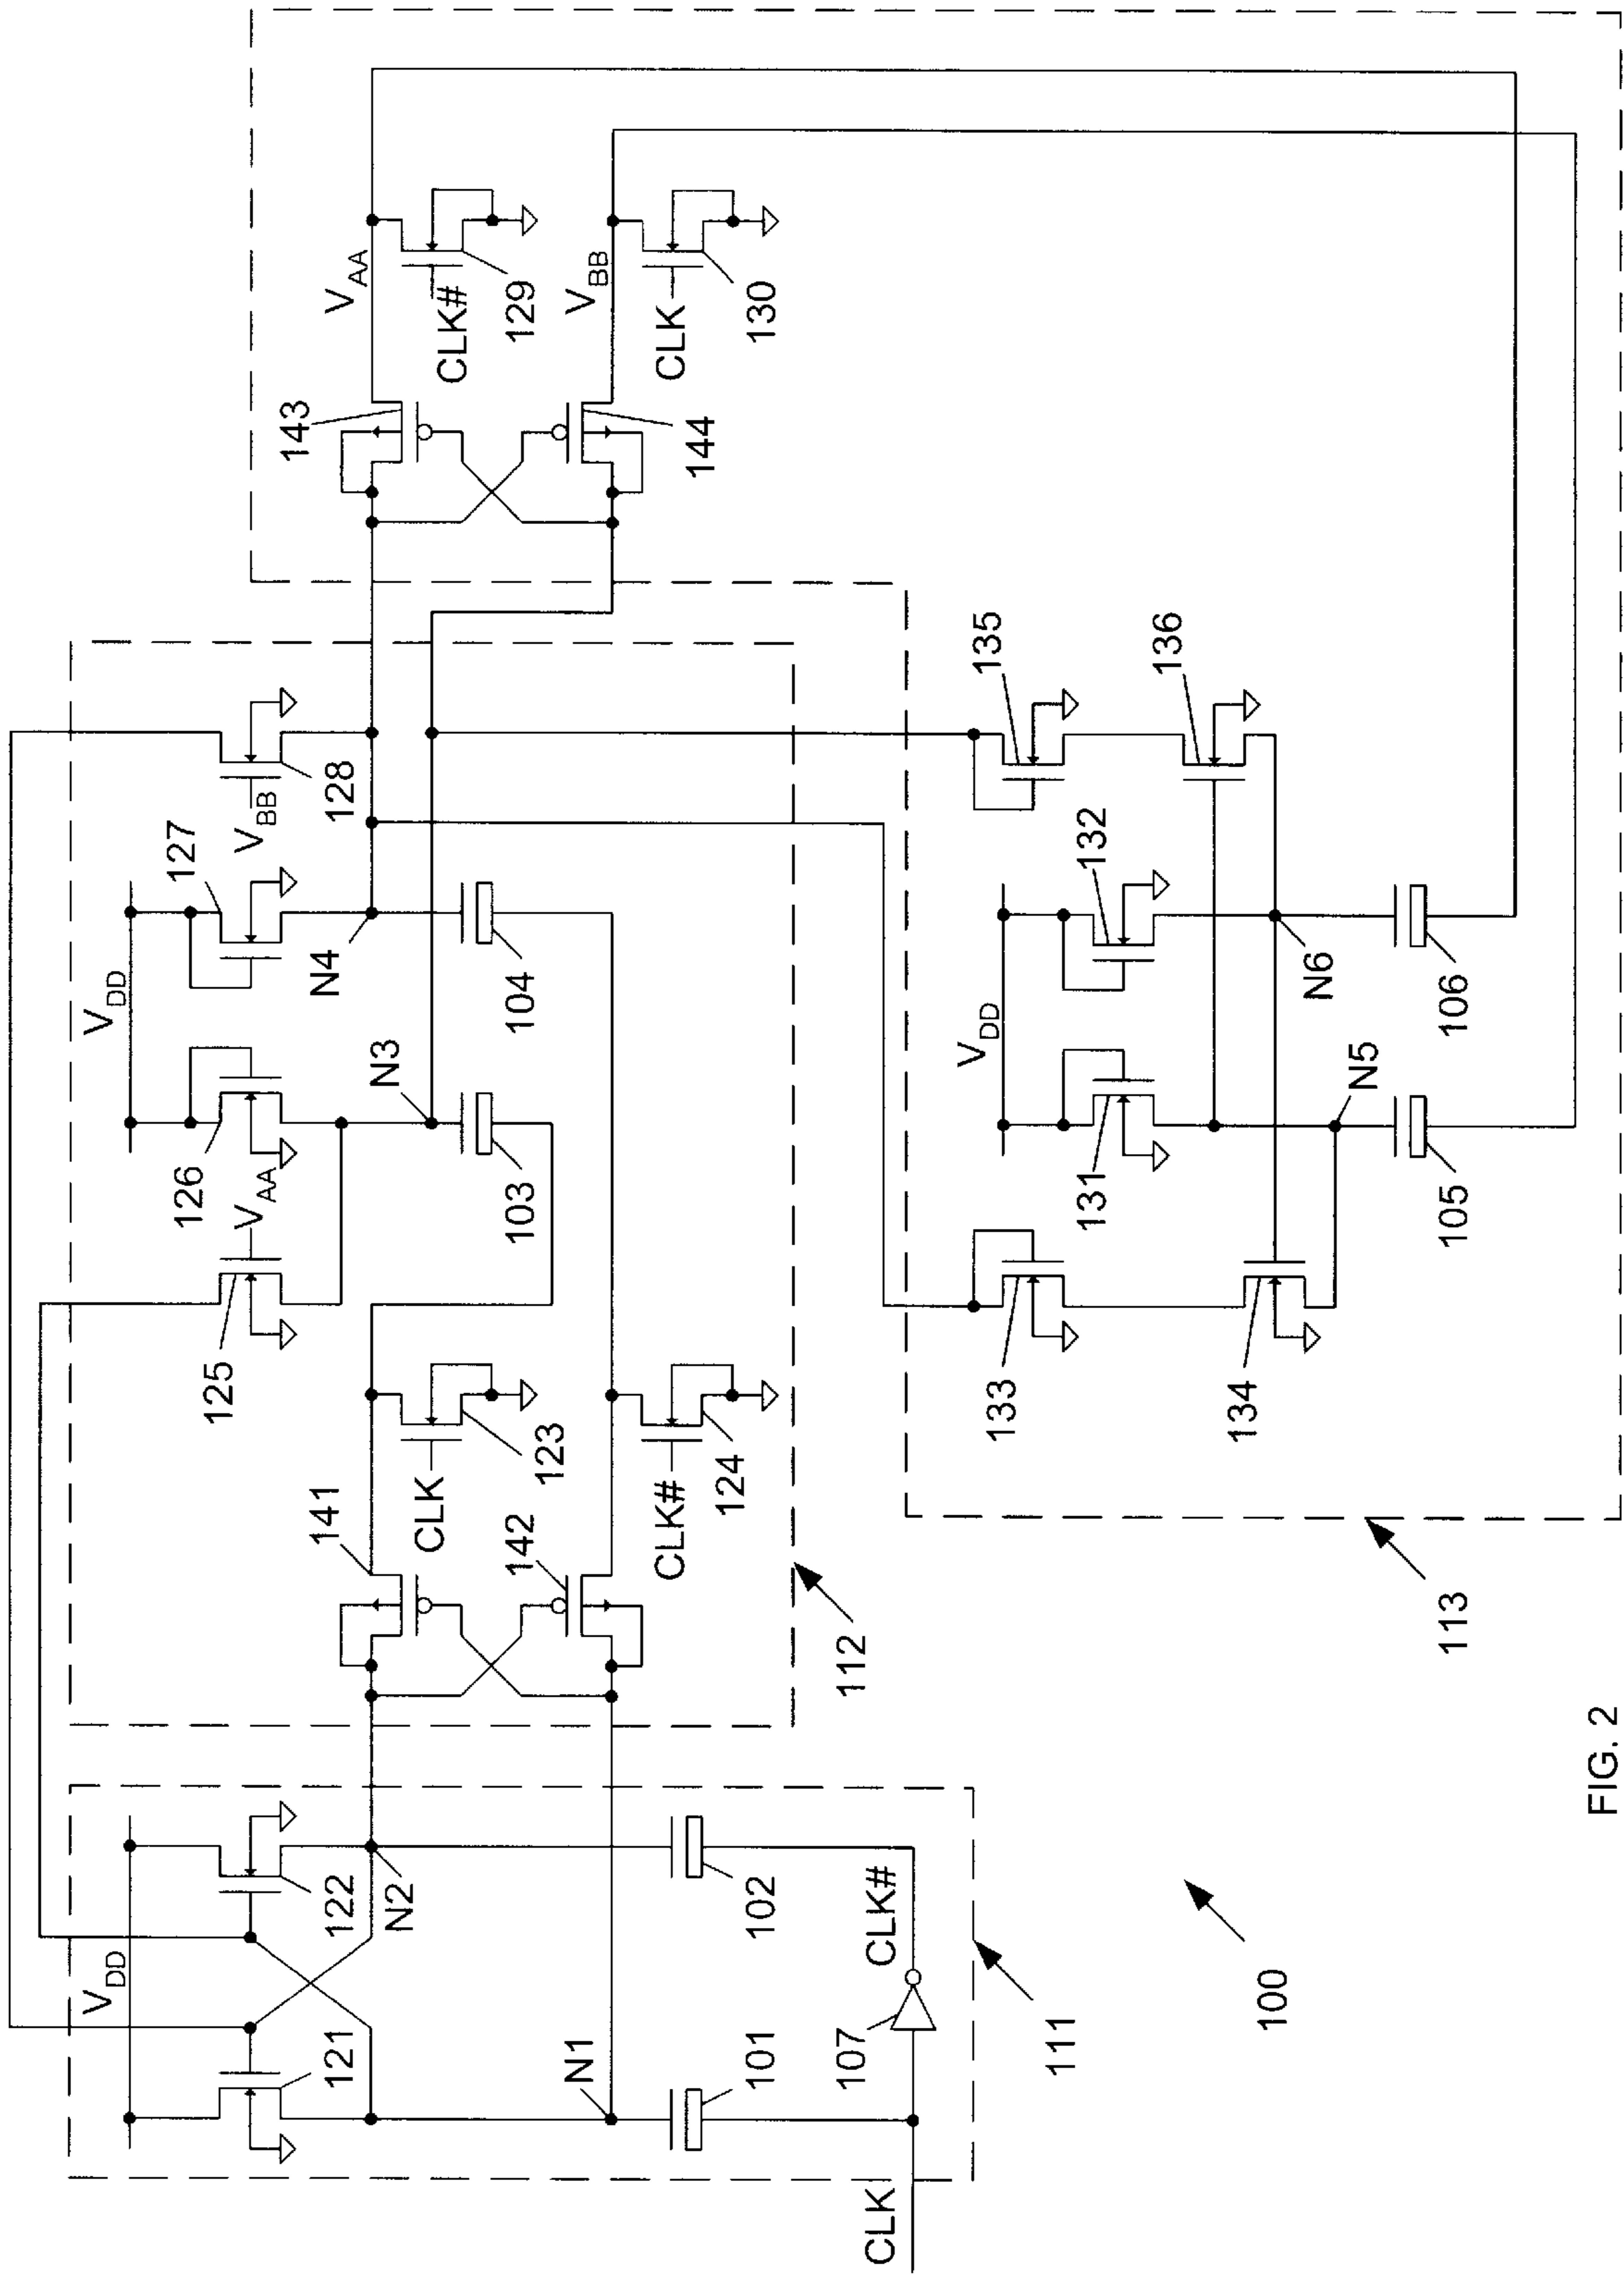 V_DD
121
122
N2
N1
101
102
107
CLK
CLK#
111
141
142
CLK
123
CLK#
124
125
V_AA
126
V_DD
127
V_BB
128
N3
N4
103
104
112
143
144
V_AA
CLK#
129
V_BB
CLK
130
133
134
V_DD
131
132
135
136
N5
N6
105
106
113
100
FIG. 2